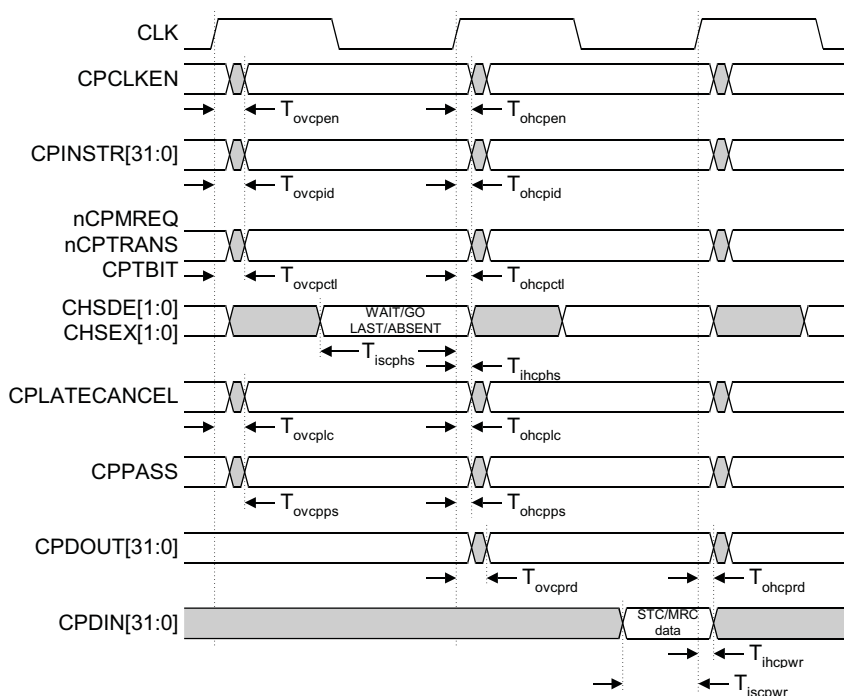 CLK
CPCLKEN
Tovcpen
Tohcpen
CPINSTR[31:0]
Tovcpid
Tohcpid
nCPMREQ
nCPTRANS
CPTBIT
Tovcpctl
Tohcpctl
CHSDE[1:0]
CHSEX[1:0]
WAIT/GO
LAST/ABSENT
Tiscphs
Tihcphs
CPLATECANCEL
Tovcplc
Tohcplc
CPPASS
Tovcpps
Tohcpps
CPDOUT[31:0]
Tovcprd
Tohcprd
CPDIN[31:0]
STC/MRC
data
Tihcpwr
Tiscpwr